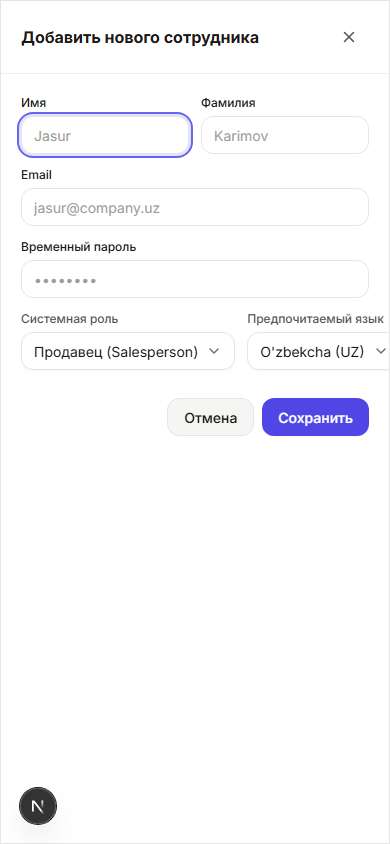 Добавить нового сотрудника
Имя
Фамилия
Jasur
Karimov
Email
jasur@company.uz
Временный пароль
••••••••
Системная роль
Предпочитаемый язык
Продавец (Salesperson)
O'zbekcha (UZ)
Отмена
Сохранить
N